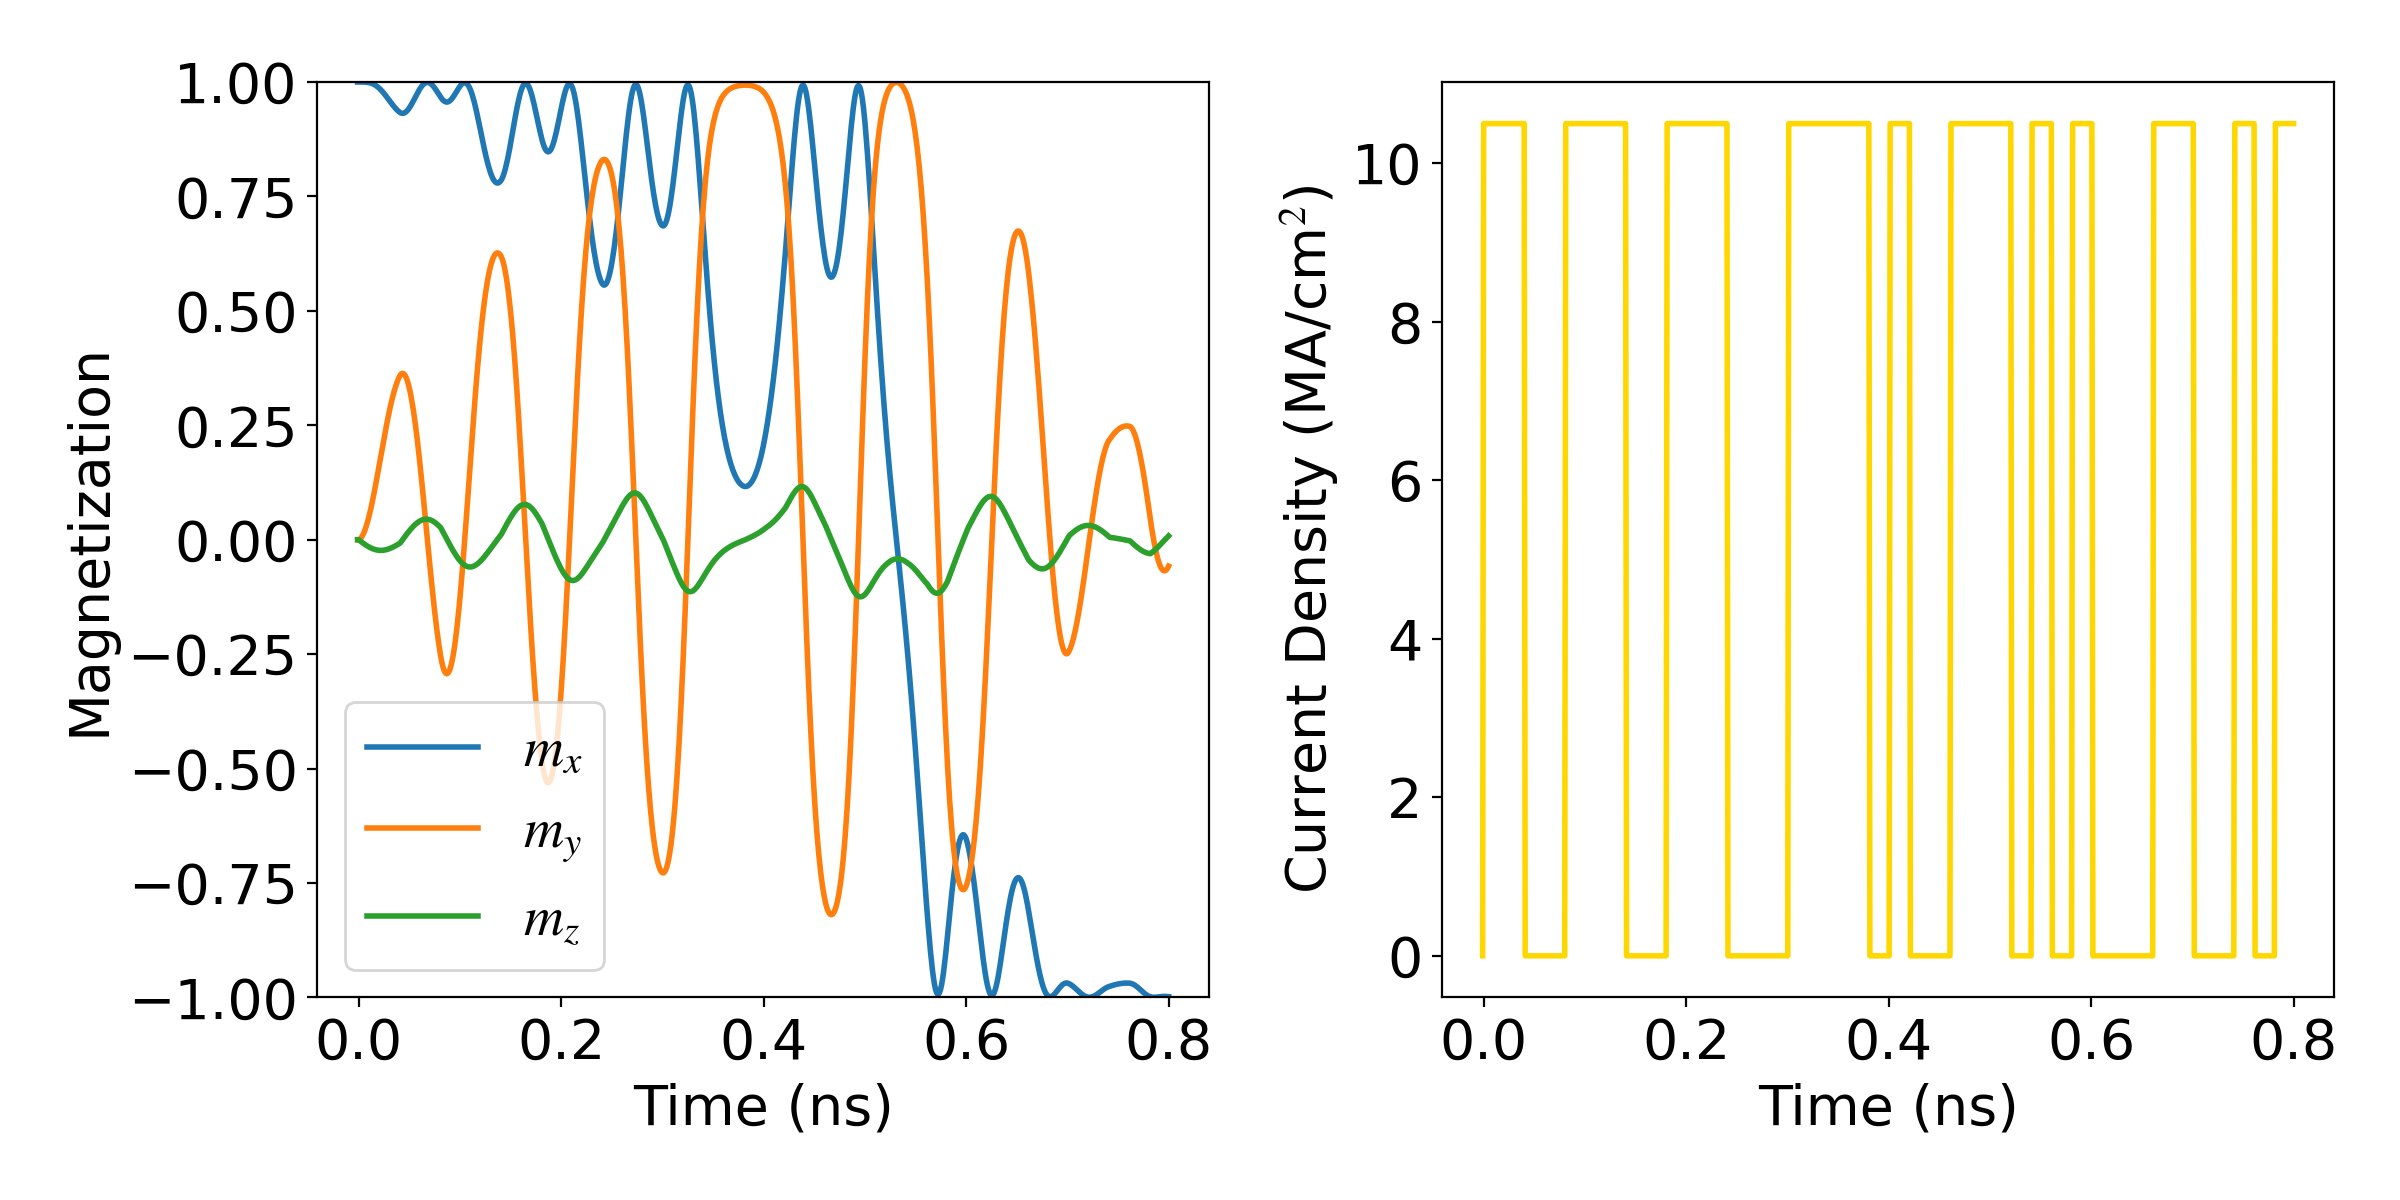 1.00
0.75
0.50
0.25
0.00
−0.25
−0.50
−0.75
−1.00
Magnetization
m_x
m_y
m_z
0.0 0.2 0.4 0.6 0.8
Time (ns)
10
8
6
4
2
0
Current Density (MA/cm²)
0.0 0.2 0.4 0.6 0.8
Time (ns)